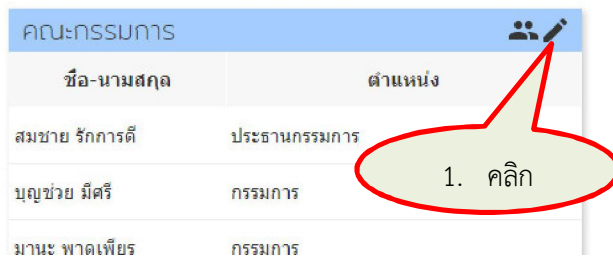 คณะกรรมการ
ชื่อ-นามสกุล ตำแหน่ง
สมชาย รักการดี ประธานกรรมการ
1. คลิก
บุญช่วย มีศรี กรรมการ
มานะ พาดเพียร กรรมการ